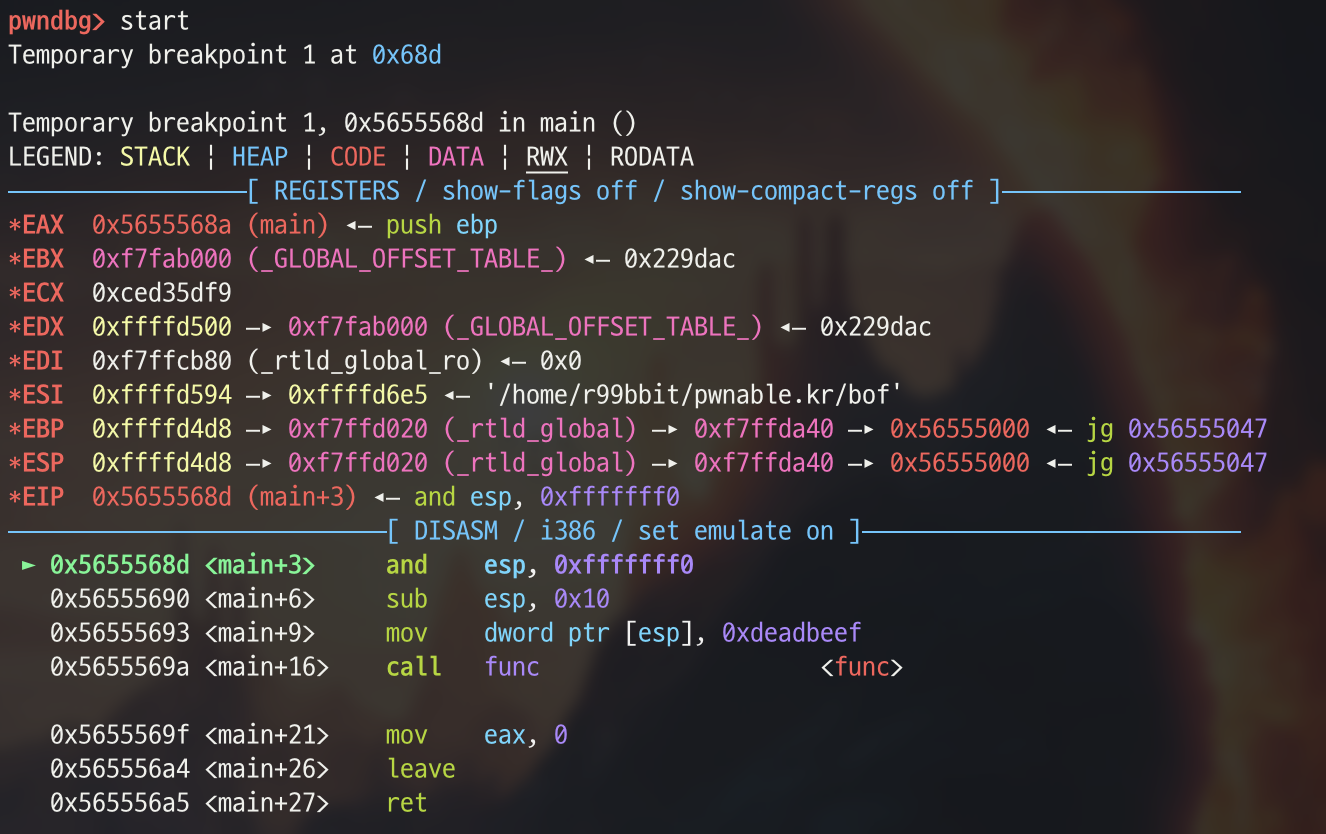 pwndbg> start
Temporary breakpoint 1 at 0x68d
Temporary breakpoint 1, 0x5655568d in main ()
LEGEND: STACK ¦ HEAP ¦ CODE ¦ DATA ¦ RWX ¦ RODATA
[ REGISTERS / show-flags off / show-compact-regs off ]
*EAX 0x5655568a (main) ◂— push ebp
*EBX 0xf7fab000 (_GLOBAL_OFFSET_TABLE_) ◂— 0x229dac
*ECX 0xced35df9
*EDX 0xffffd500 —▸ 0xf7fab000 (_GLOBAL_OFFSET_TABLE_) ◂— 0x229dac
*EDI 0xf7ffcb80 (_rtld_global_ro) ◂— 0x0
*ESI 0xffffd594 —▸ 0xffffd6e5 ◂— '/home/r99bbit/pwnable.kr/bof'
*EBP 0xffffd4d8 —▸ 0xf7ffd020 (_rtld_global) —▸ 0xf7ffda40 —▸ 0x56555000 ◂— jg 0x56555047
*ESP 0xffffd4d8 —▸ 0xf7ffd020 (_rtld_global) —▸ 0xf7ffda40 —▸ 0x56555000 ◂— jg 0x56555047
*EIP 0x5655568d (main+3) ◂— and esp, 0xfffffff0
[ DISASM / i386 / set emulate on ]
► 0x5655568d <main+3> and esp, 0xfffffff0
0x56555690 <main+6> sub esp, 0x10
0x56555693 <main+9> mov dword ptr [esp], 0xdeadbeef
0x5655569a <main+16> call func <func>
0x5655569f <main+21> mov eax, 0
0x565556a4 <main+26> leave
0x565556a5 <main+27> ret